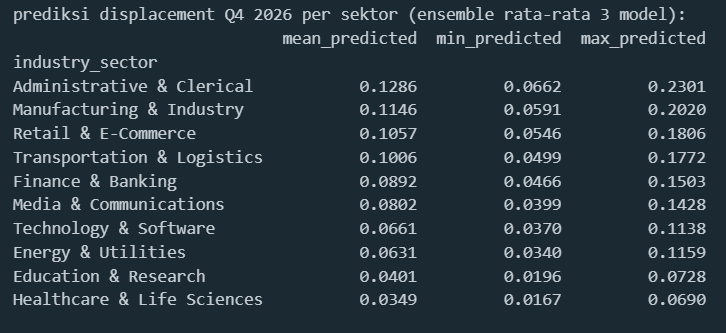 prediksi displacement Q4 2026 per sektor (ensemble rata-rata 3 model):
mean_predicted min_predicted max_predicted
industry_sector
Administrative & Clerical 0.1286 0.0662 0.2301
Manufacturing & Industry 0.1146 0.0591 0.2020
Retail & E-Commerce 0.1057 0.0546 0.1806
Transportation & Logistics 0.1006 0.0499 0.1772
Finance & Banking 0.0892 0.0466 0.1503
Media & Communications 0.0802 0.0399 0.1428
Technology & Software 0.0661 0.0370 0.1138
Energy & Utilities 0.0631 0.0340 0.1159
Education & Research 0.0401 0.0196 0.0728
Healthcare & Life Sciences 0.0349 0.0167 0.0690